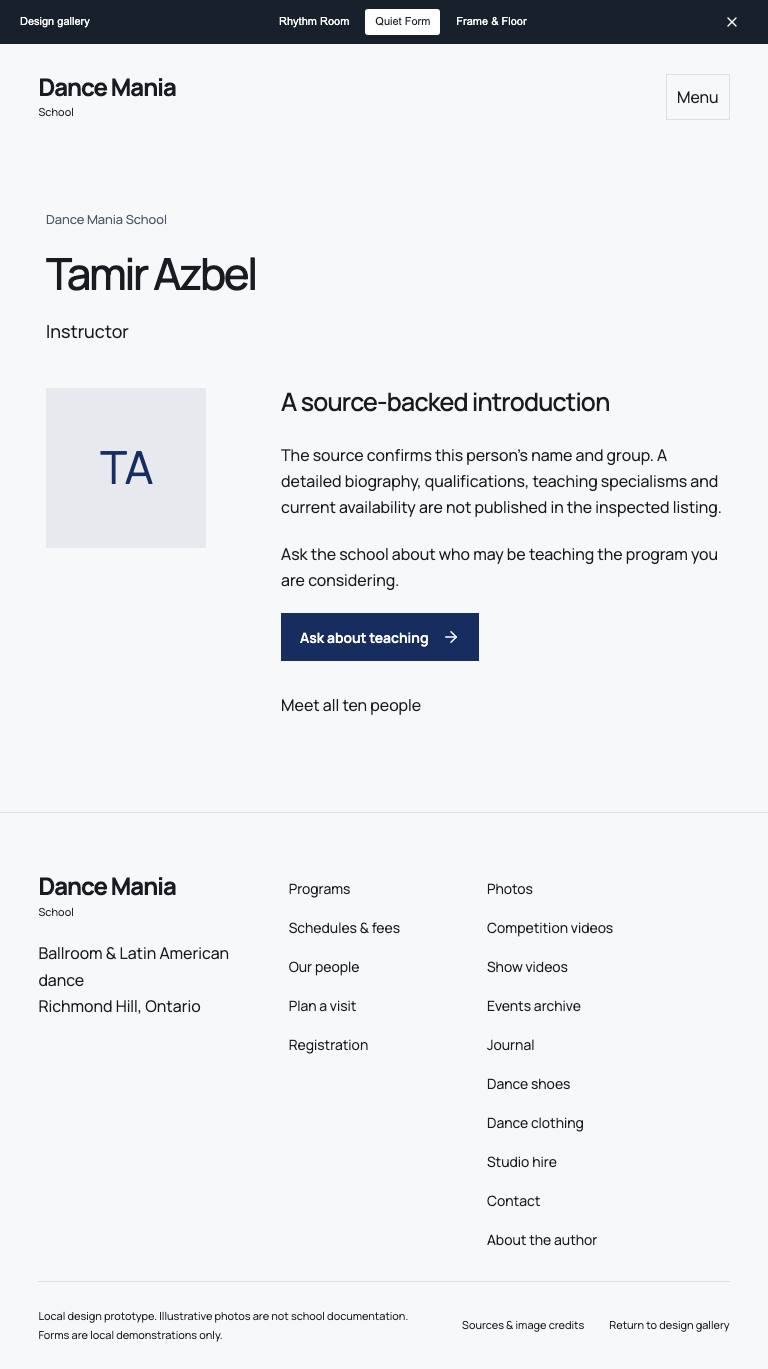 Design gallery
Rhythm Room
Quiet Form
Frame & Floor
Dance Mania
School
Menu
Dance Mania School
Tamir Azbel
Instructor
TA
A source-backed introduction
The source confirms this person's name and group. A
detailed biography, qualifications, teaching specialisms and
current availability are not published in the inspected listing.
Ask the school about who may be teaching the program you
are considering.
Ask about teaching
Meet all ten people
Dance Mania
School
Ballroom & Latin American
dance
Richmond Hill, Ontario
Programs
Schedules & fees
Our people
Plan a visit
Registration
Photos
Competition videos
Show videos
Events archive
Journal
Dance shoes
Dance clothing
Studio hire
Contact
About the author
Local design prototype. Illustrative photos are not school documentation.
Forms are local demonstrations only.
Sources & image credits
Return to design gallery